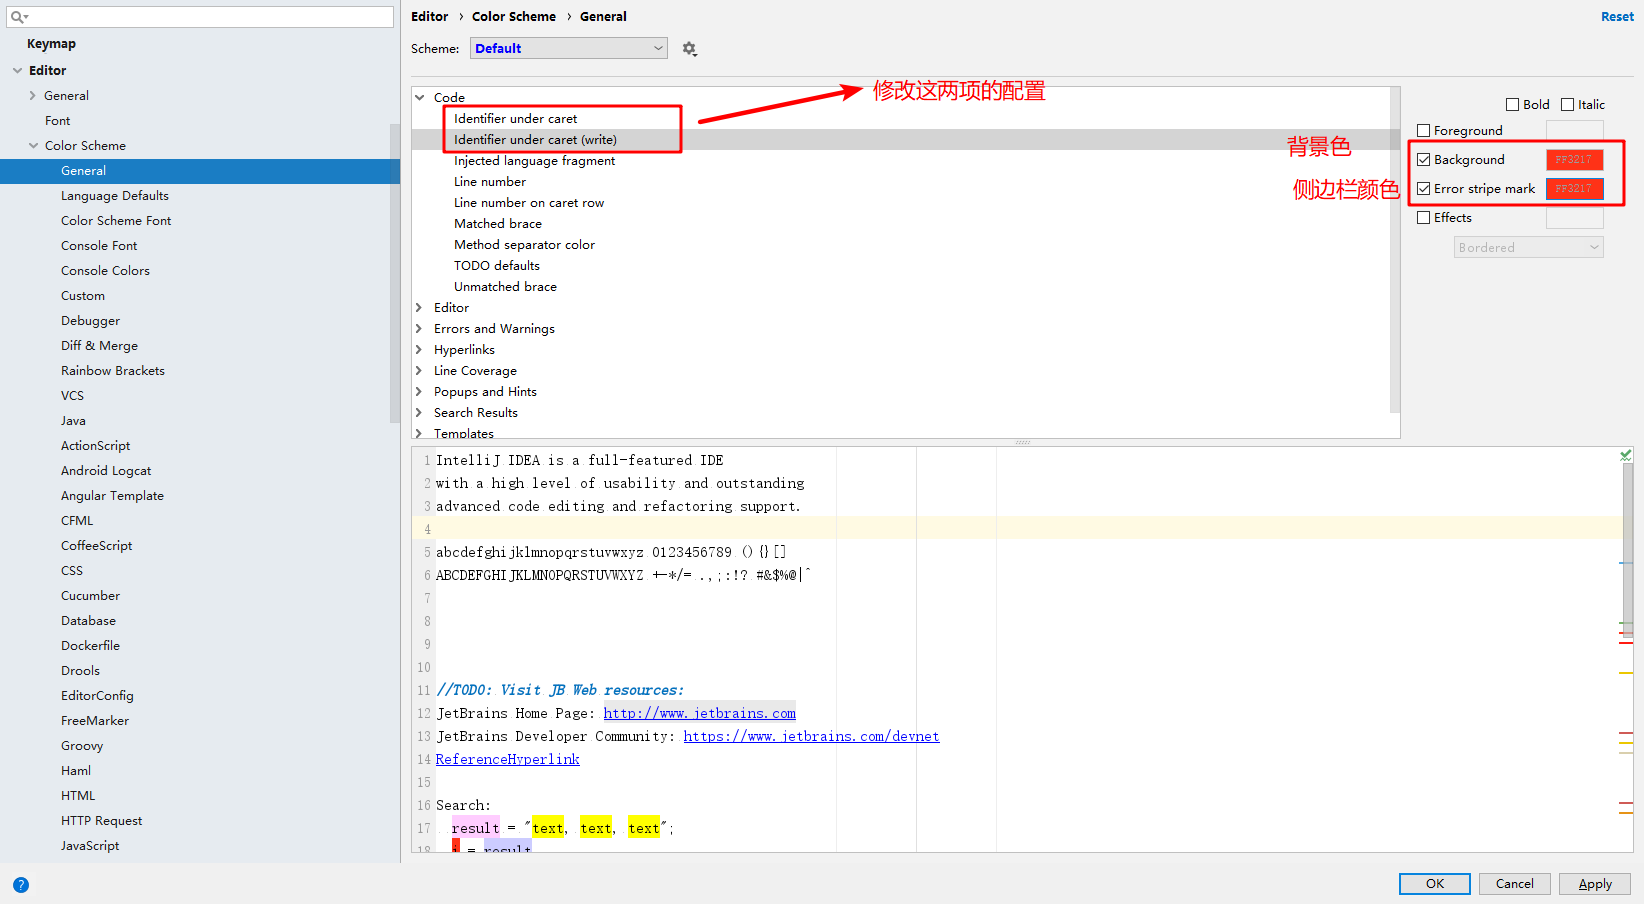 Keymap
Editor
General
Font
Color Scheme
General
Language Defaults
Color Scheme Font
Console Font
Console Colors
Custom
Debugger
Diff & Merge
Rainbow Brackets
VCS
Java
ActionScript
Android Logcat
Angular Template
CFML
CoffeeScript
CSS
Cucumber
Database
Dockerfile
Drools
EditorConfig
FreeMarker
Groovy
Haml
HTML
HTTP Request
JavaScript
Editor › Color Scheme › General
Reset
Scheme: Default
Code
修改这两项的配置
Identifier under caret
Identifier under caret (write)
Injected language fragment
Line number
Line number on caret row
Matched brace
Method separator color
TODO defaults
Unmatched brace
Editor
Errors and Warnings
Hyperlinks
Line Coverage
Popups and Hints
Search Results
Templates
Bold Italic
Foreground
背景色 Background FF3217
侧边栏颜色 Error stripe mark FF3217
Effects
Bordered
1 IntelliJ IDEA is a full-featured IDE
2 with a high level of usability and outstanding
3 advanced code editing and refactoring support.
4
5 abcdefghijklmnopqrstuvwxyz 0123456789 (){}[]
6 ABCDEFGHIJKLMNOPQRSTUVWXYZ +-*/= .,;:!? #&$%@|^
7
8
9
10
11 //TODO: Visit JB Web resources:
12 JetBrains Home Page: http://www.jetbrains.com
13 JetBrains Developer Community: https://www.jetbrains.com/devnet
14 ReferenceHyperlink
15
16 Search:
17 result = "text, text, text";
18 i = result
OK Cancel Apply